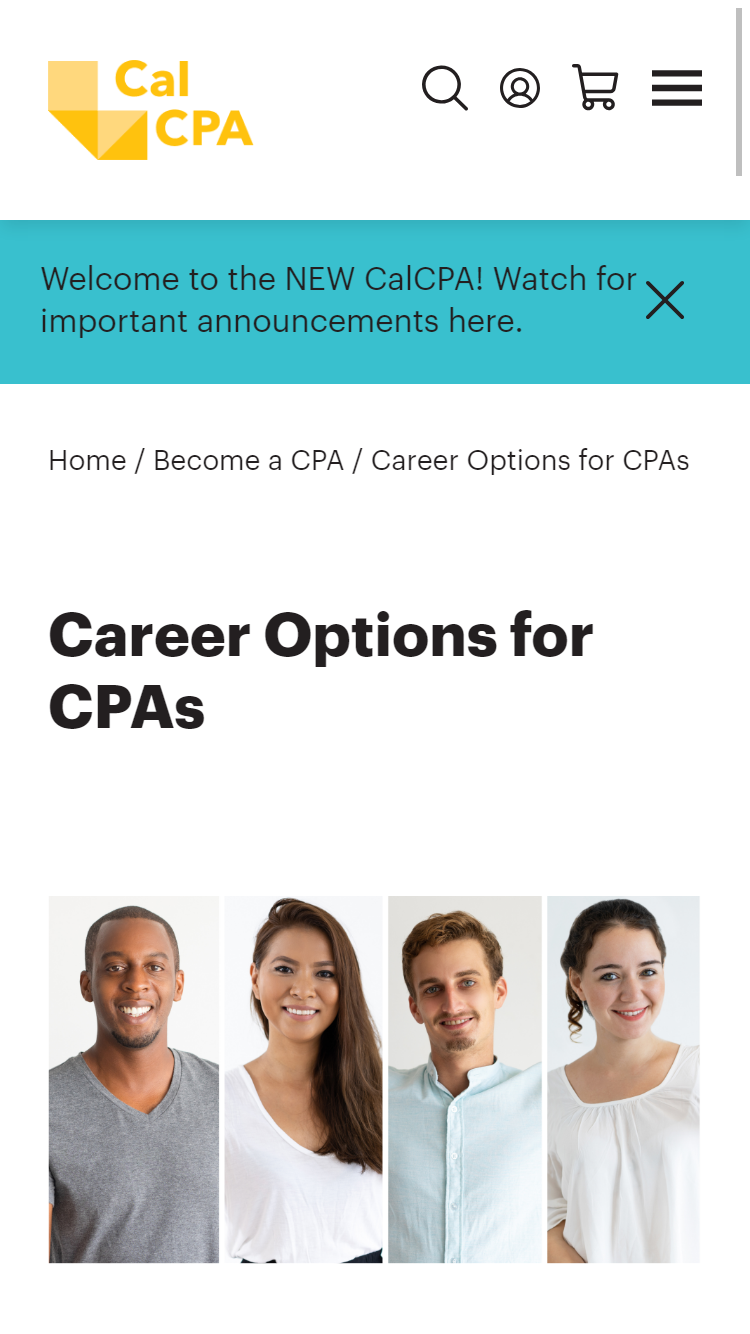 Cal
CPA
Welcome to the NEW CalCPA! Watch for
important announcements here.
Home / Become a CPA / Career Options for CPAs
Career Options for
CPAs